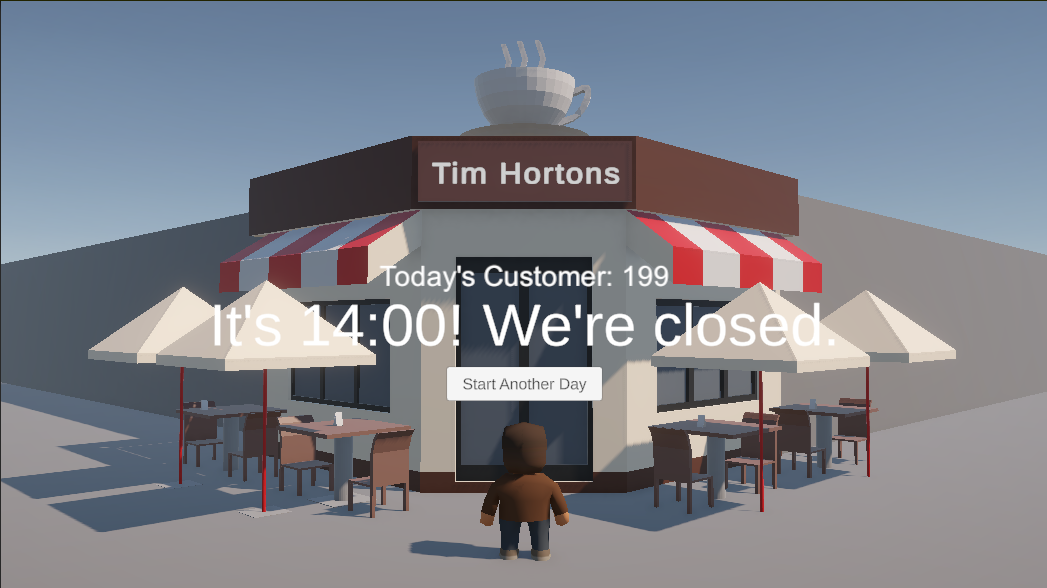 Tim Hortons
Today's Customer: 199
It's 14:00! We're closed.
Start Another Day